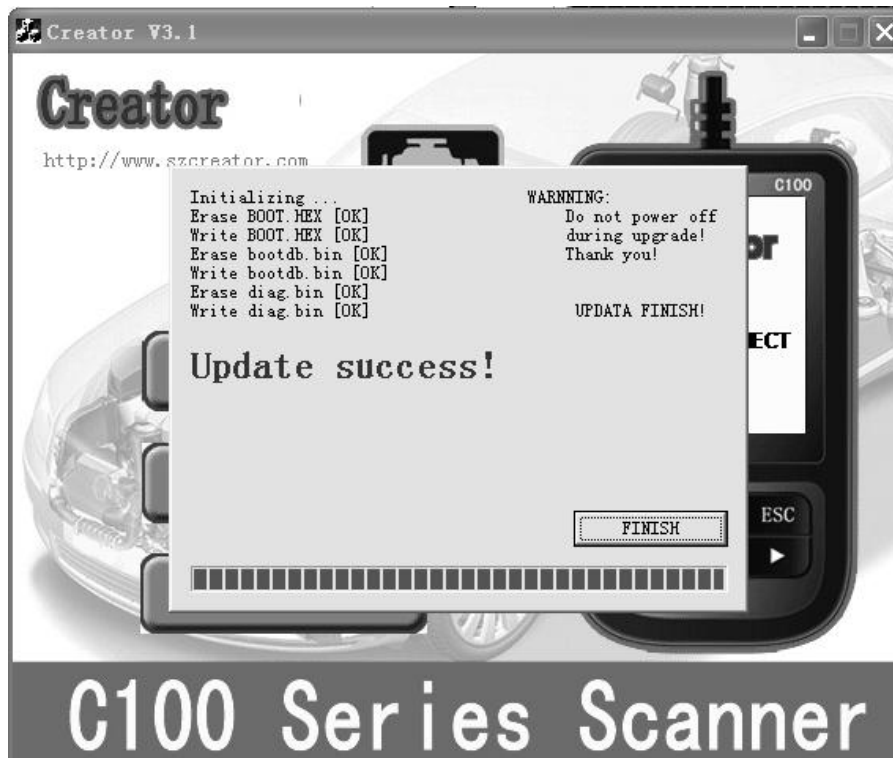 Creator V3.1
Creator
http://www.szcreator.com
C100
Initializing ...
Erase BOOT.HEX [OK]
Write BOOT.HEX [OK]
Erase bootdb.bin [OK]
Write bootdb.bin [OK]
Erase diag.bin [OK]
Write diag.bin [OK]
WARNNING:
Do not power off
during upgrade!
Thank you!
UPDATA FINISH!
or
ECT
Update success!
FINISH
ESC
C100 Series Scanner